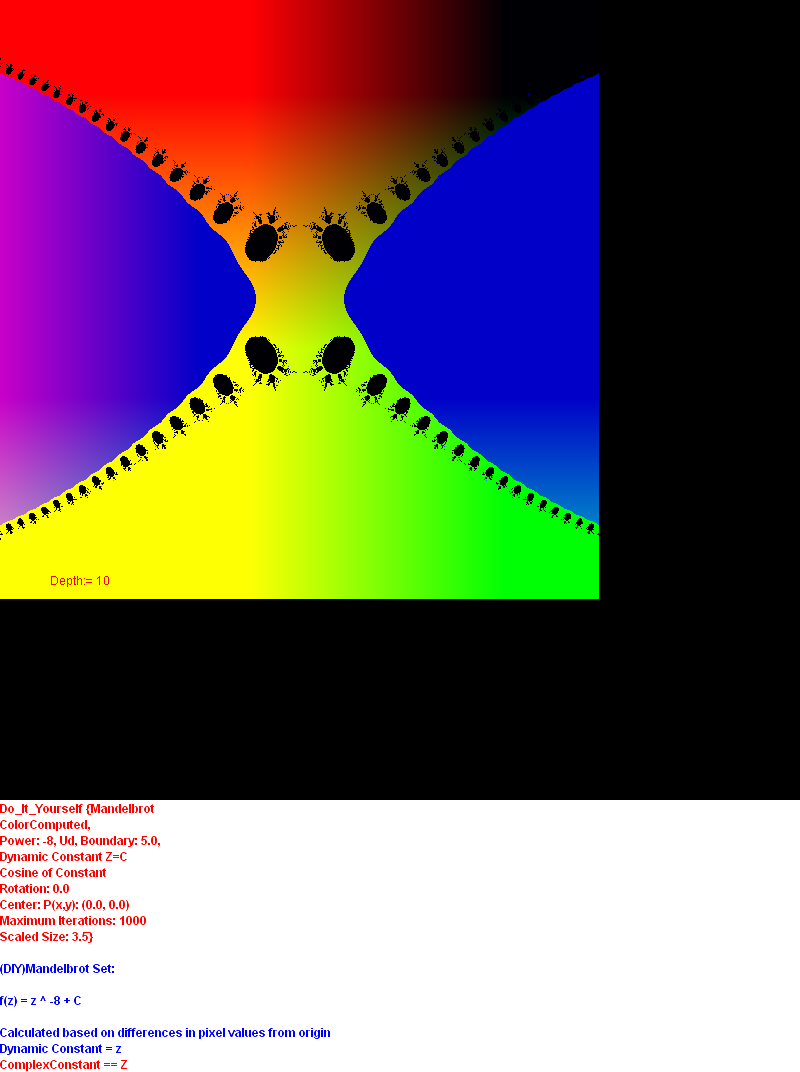 Depth:= 10
Do_It_Yourself {Mandelbrot
ColorComputed,
Power: -8, Ud, Boundary: 5.0,
Dynamic Constant Z=C
Cosine of Constant
Rotation: 0.0
Center: P(x,y): (0.0, 0.0)
Maximum Iterations: 1000
Scaled Size: 3.5}
(DIY)Mandelbrot Set:
f(z) = z ^ -8 + C
Calculated based on differences in pixel values from origin
Dynamic Constant = z
ComplexConstant == Z